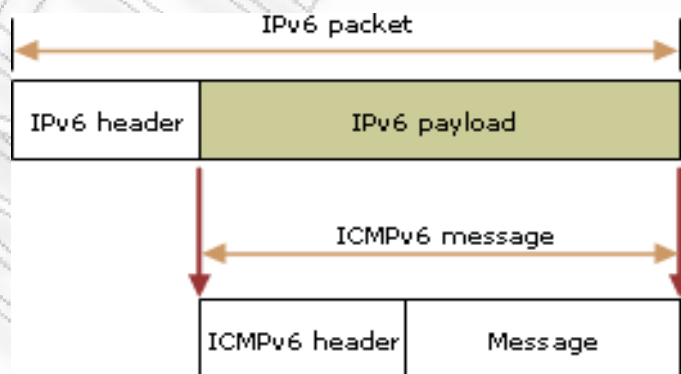 IPv6 packet
IPv6 header
IPv6 payload
ICMPv6 message
ICMPv6 header
Message